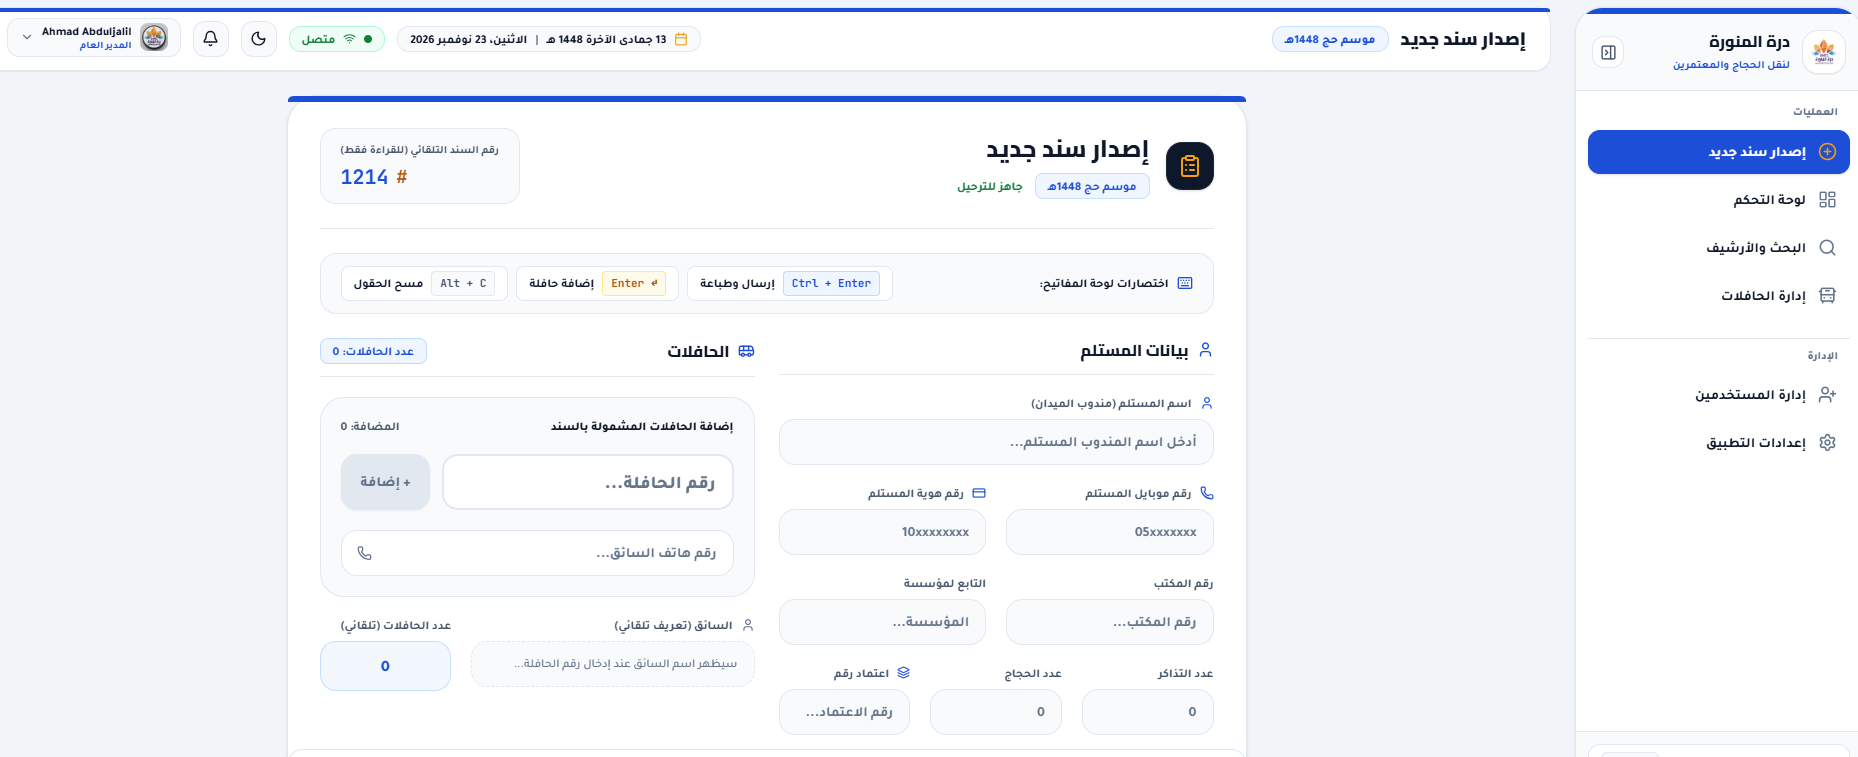 درة المنورة
لنقل الحجاج والمعتمرين
العمليات
إصدار سند جديد
لوحة التحكم
البحث والأرشيف
إدارة الحافلات
الإدارة
إدارة المستخدمين
إعدادات التطبيق
إصدار سند جديد
موسم حج 1448هـ
13 جمادى الآخرة 1448 هـ | الاثنين، 23 نوفمبر 2026
متصل
Ahmad Abduljalil
المدير العام
إصدار سند جديد
موسم حج 1448هـ
جاهز للترحيل
رقم السند التلقائي (للقراءة فقط)
# 1214
اختصارات لوحة المفاتيح:
Ctrl + Enter إرسال وطباعة
Enter ↵ إضافة حافلة
Alt + C مسح الحقول
بيانات المستلم
اسم المستلم (مندوب الميدان)
أدخل اسم المندوب المستلم...
رقم موبايل المستلم
05xxxxxxx
رقم هوية المستلم
10xxxxxxxx
رقم المكتب
رقم المكتب...
التابع لمؤسسة
المؤسسة...
عدد التذاكر
0
عدد الحجاج
0
اعتماد رقم
رقم الاعتماد...
الحافلات
عدد الحافلات: 0
إضافة الحافلات المشمولة بالسند
المضافة: 0
رقم الحافلة...
+ إضافة
رقم هاتف السائق...
السائق (تعريف تلقائي)
سيظهر اسم السائق عند إدخال رقم الحافلة...
عدد الحافلات (تلقائي)
0